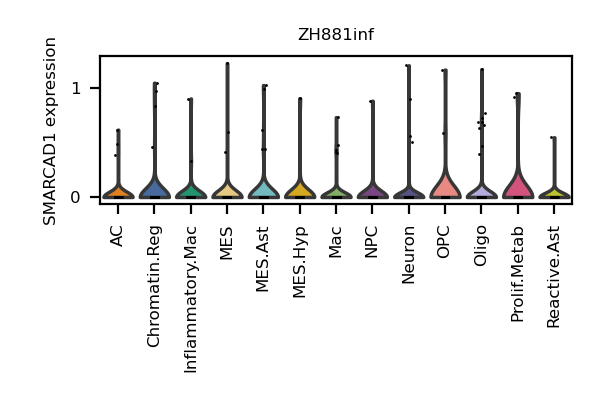 ZH881inf
SMARCAD1 expression
1
0
AC
Chromatin.Reg
Inflammatory.Mac
MES
MES.Ast
MES.Hyp
Mac
NPC
Neuron
OPC
Oligo
Prolif.Metab
Reactive.Ast